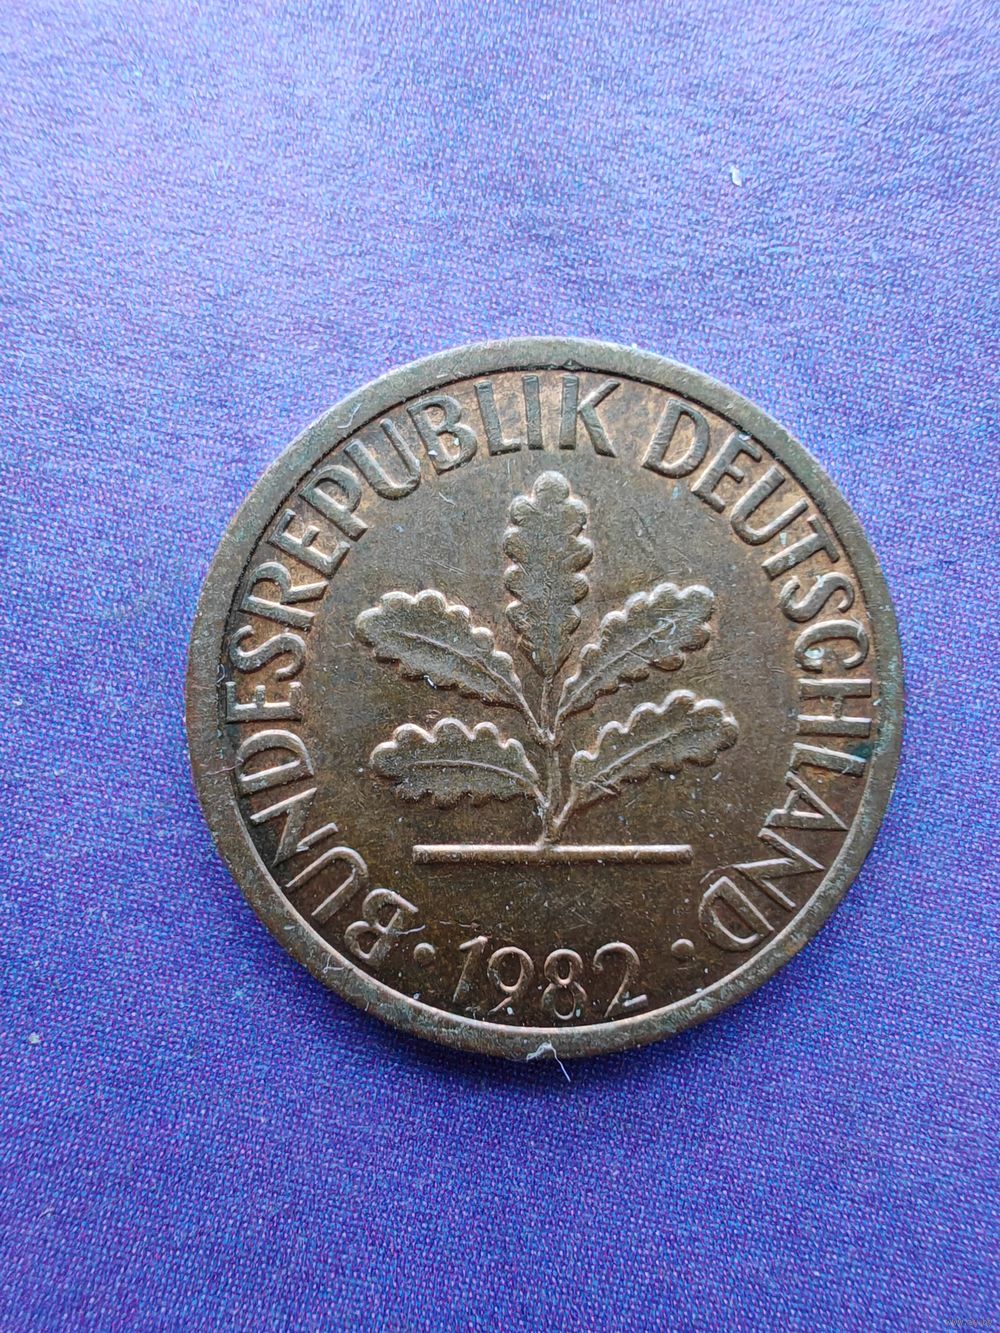 BUNDESREPUBLIK DEUTSCHLAND
· 1982 ·